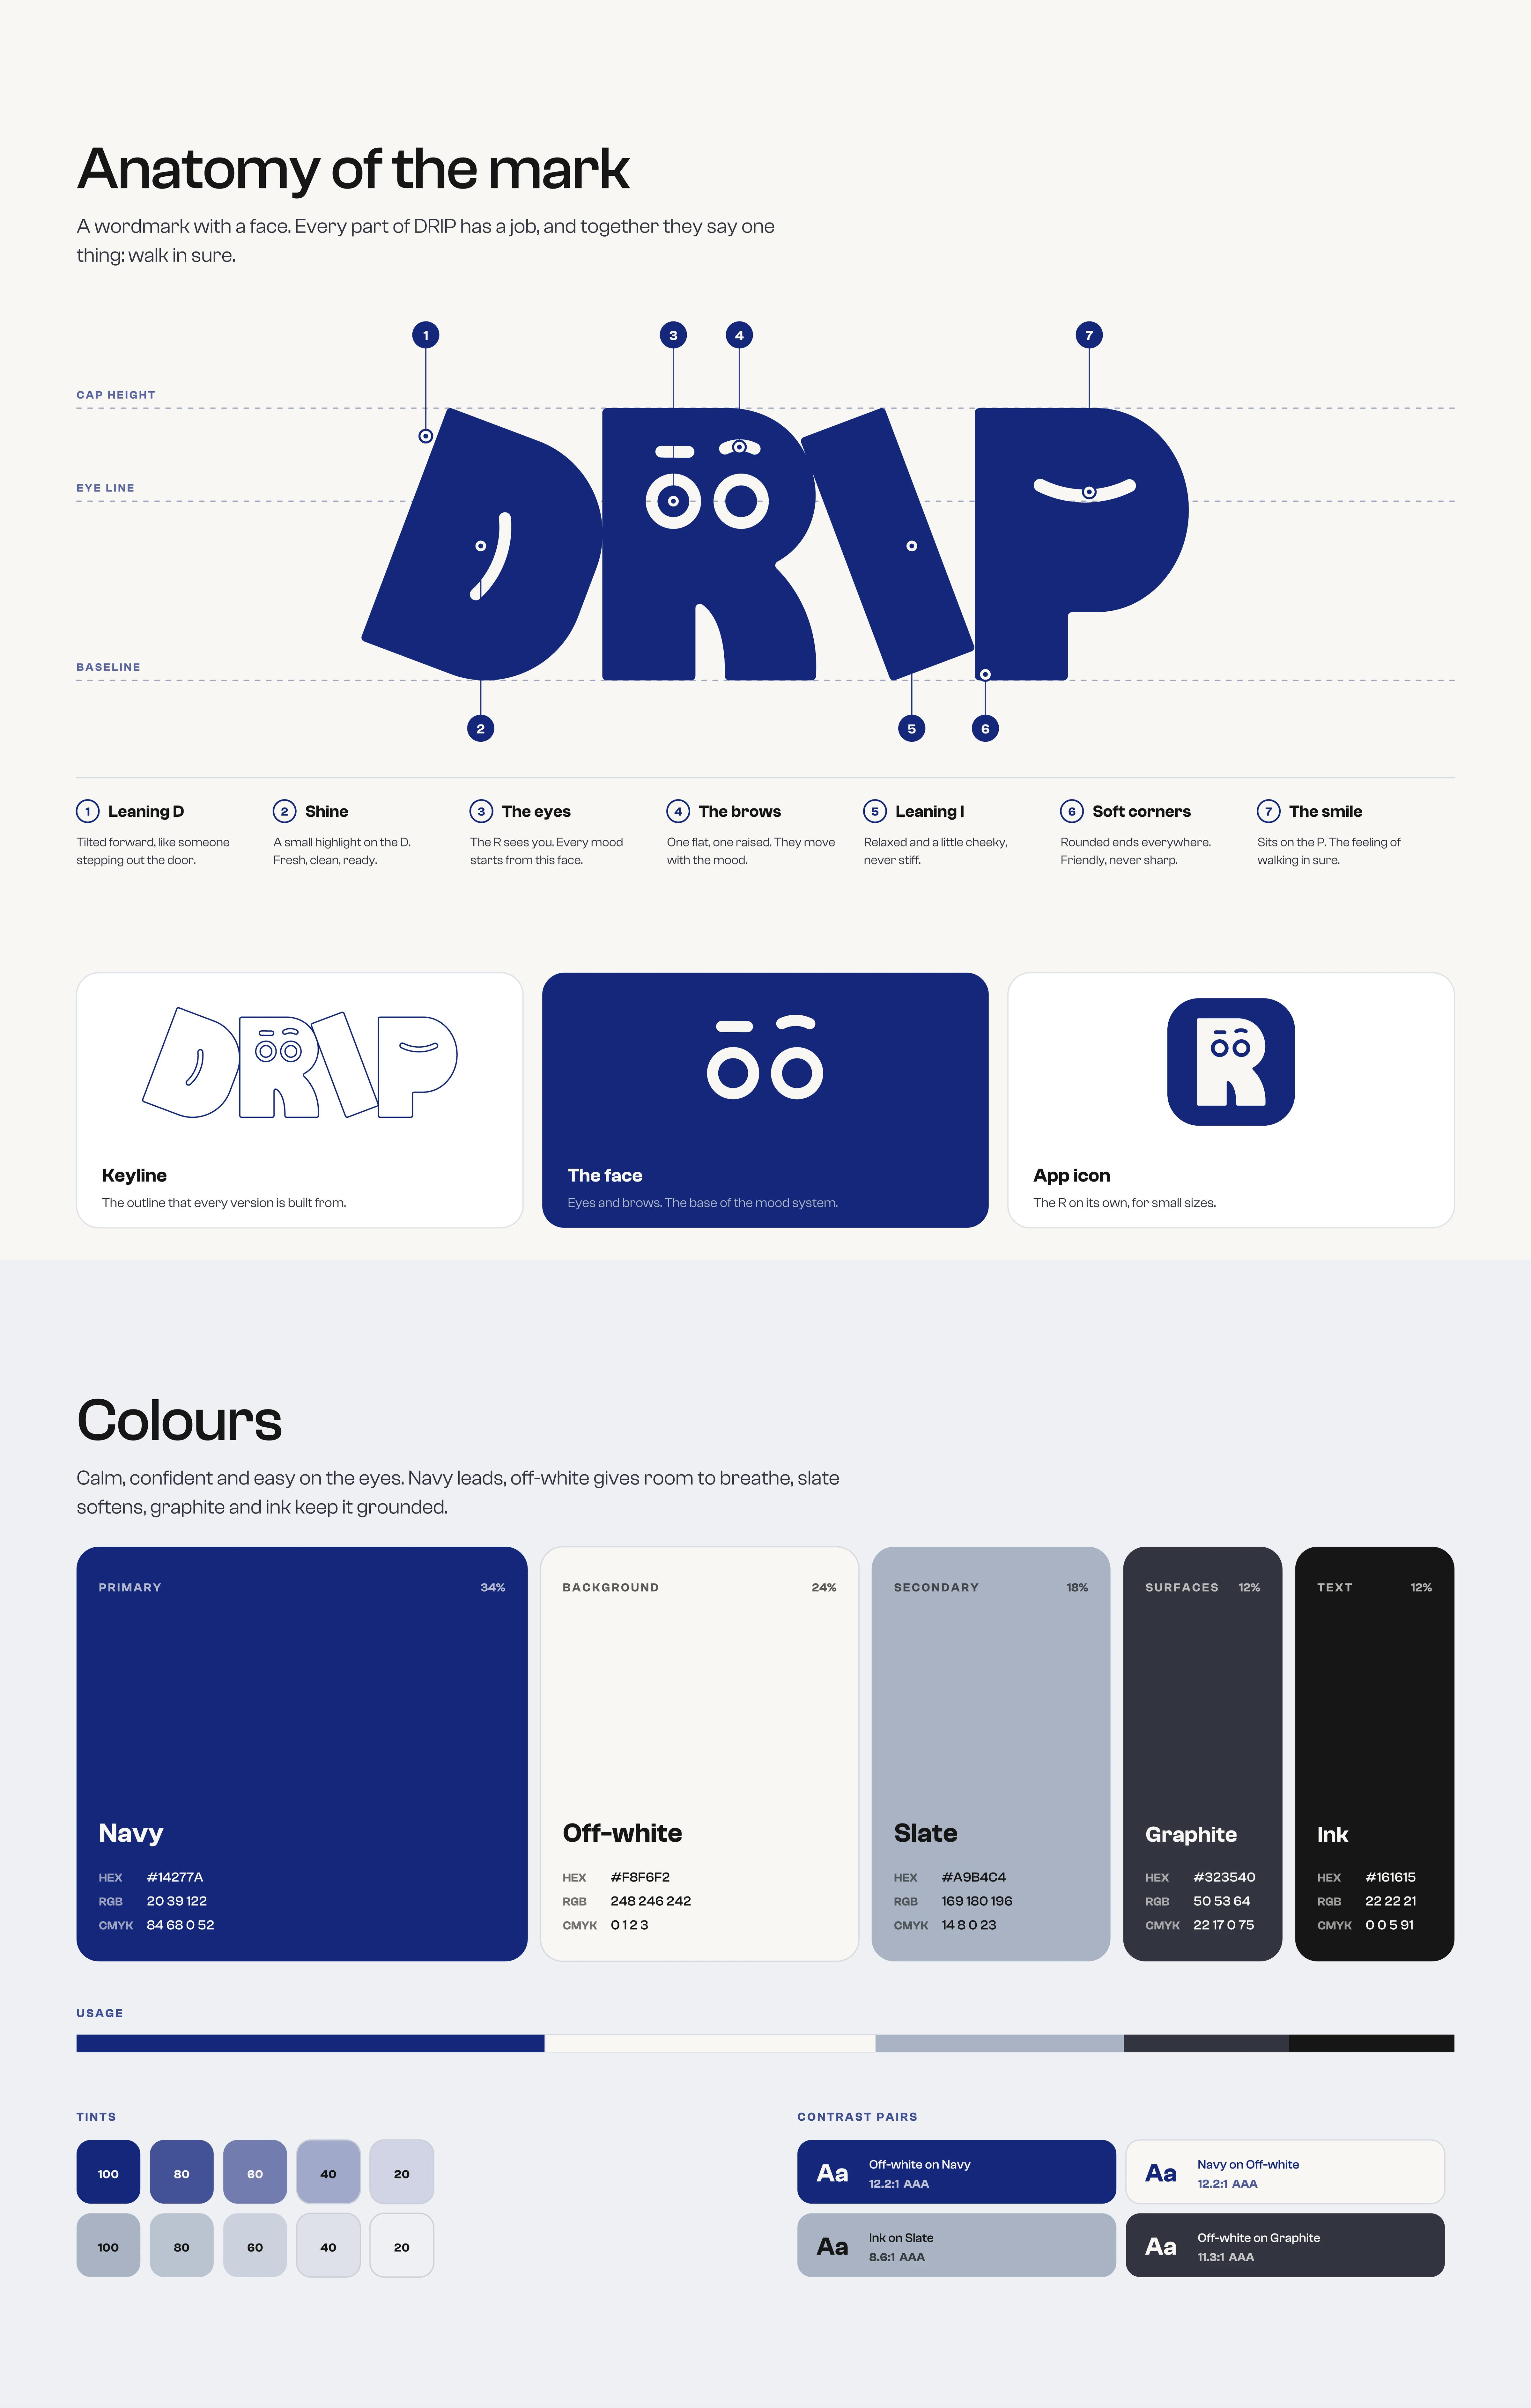 Anatomy of the mark
A wordmark with a face. Every part of DRIP has a job, and together they say one
thing: walk in sure.
1 3 4 7
CAP HEIGHT
EYE LINE
DRIP
BASELINE
2 5 6
1 Leaning D
Tilted forward, like someone
stepping out the door.
2 Shine
A small highlight on the D.
Fresh, clean, ready.
3 The eyes
The R sees you. Every mood
starts from this face.
4 The brows
One flat, one raised. They move
with the mood.
5 Leaning I
Relaxed and a little cheeky,
never stiff.
6 Soft corners
Rounded ends everywhere.
Friendly, never sharp.
7 The smile
Sits on the P. The feeling of
walking in sure.
DRIP
Keyline
The outline that every version is built from.
The face
Eyes and brows. The base of the mood system.
R
App icon
The R on its own, for small sizes.
Colours
Calm, confident and easy on the eyes. Navy leads, off-white gives room to breathe, slate
softens, graphite and ink keep it grounded.
PRIMARY 34%
Navy
HEX #14277A
RGB 20 39 122
CMYK 84 68 0 52
BACKGROUND 24%
Off-white
HEX #F8F6F2
RGB 248 246 242
CMYK 0 1 2 3
SECONDARY 18%
Slate
HEX #A9B4C4
RGB 169 180 196
CMYK 14 8 0 23
SURFACES 12%
Graphite
HEX #323540
RGB 50 53 64
CMYK 22 17 0 75
TEXT 12%
Ink
HEX #161615
RGB 22 22 21
CMYK 0 0 5 91
USAGE
TINTS
100 80 60 40 20
100 80 60 40 20
CONTRAST PAIRS
Aa
Off-white on Navy
12.2:1 AAA
Aa
Navy on Off-white
12.2:1 AAA
Aa
Ink on Slate
8.6:1 AAA
Aa
Off-white on Graphite
11.3:1 AAA